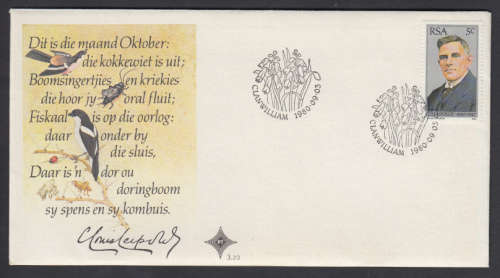 Dit is die maand Oktober:
die kokkewiet is uit;
Boomsingertjies en kriekies
die hoor jy oral fluit;
Fiskaal is op die oorlog:
daar onder by
die sluis,
Daar is 'n dor ou
doringboom
sy spens en sy kombuis.
3.23
CLANWILLIAM 1980·09·03
CLANWILLIAM 1980·09·03
RSA 5c